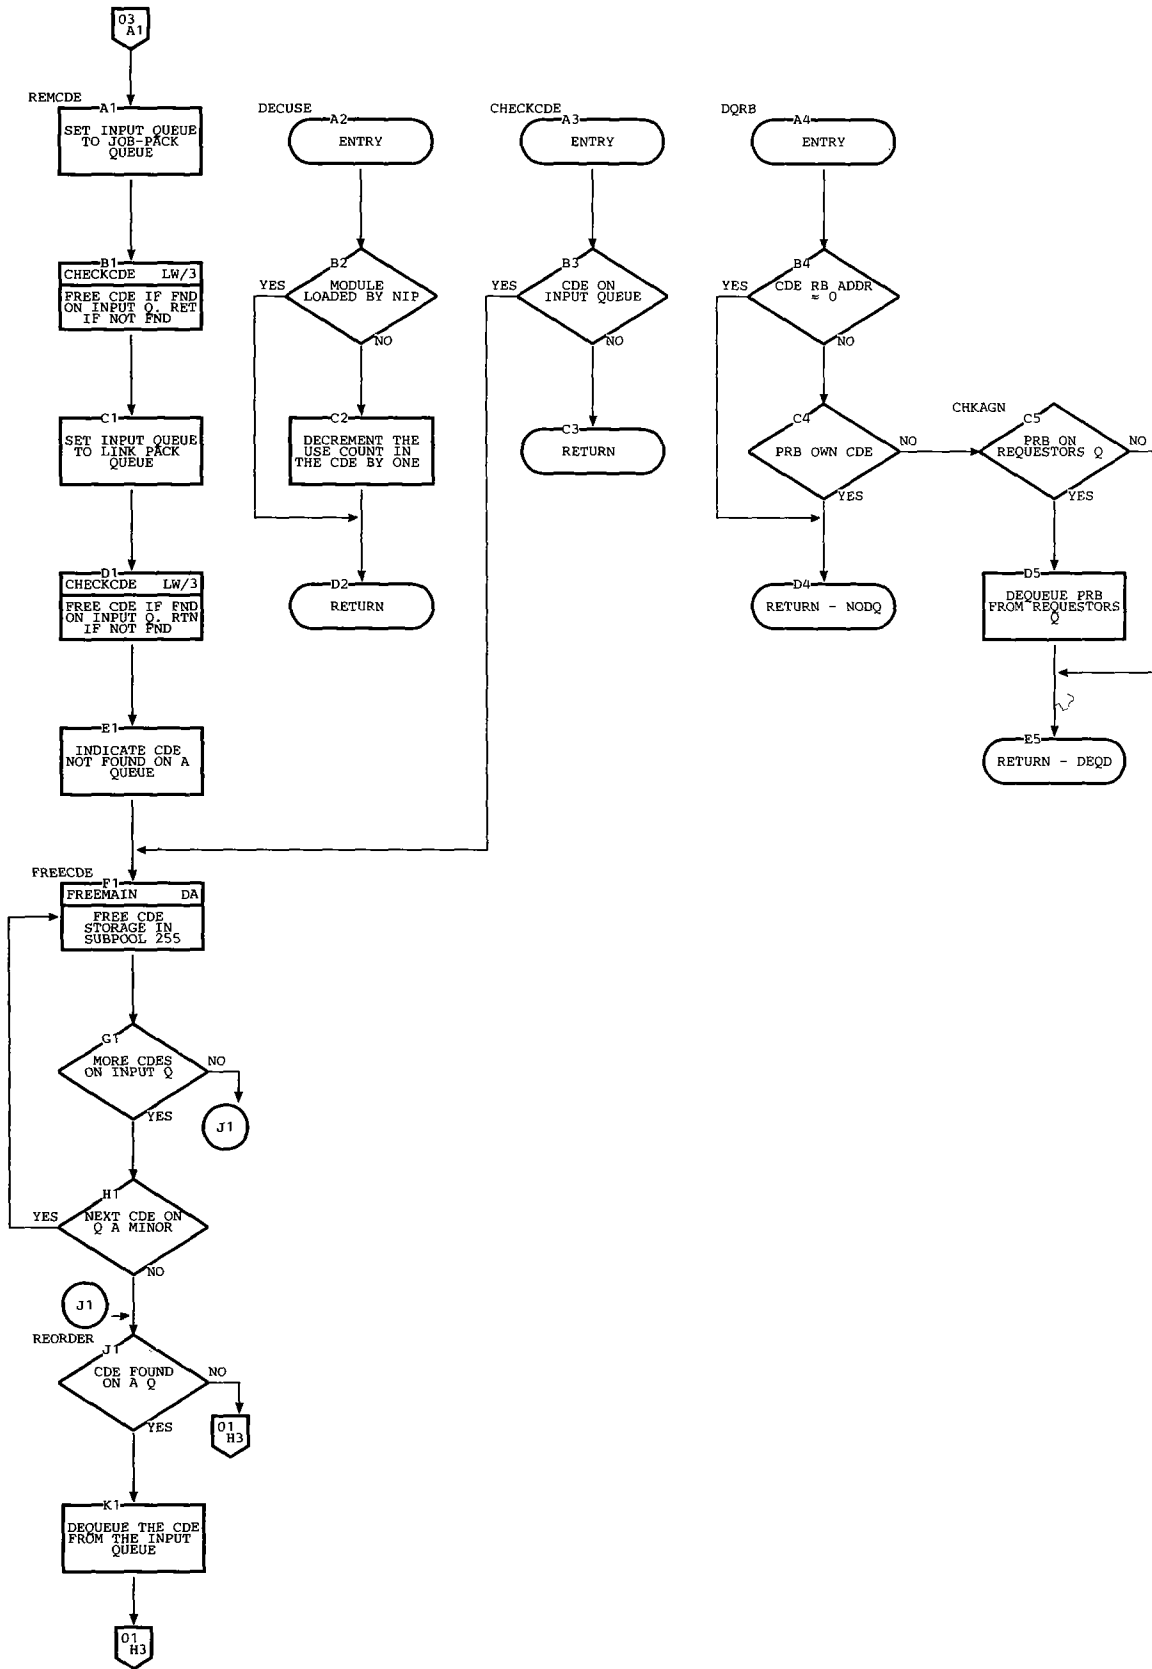 03
A1
REMCDE
A1
SET INPUT QUEUE
TO JOB-PACK
QUEUE
B1
CHECKCDE LW/3
FREE CDE IF FND
ON INPUT Q. RET
IF NOT FND
C1
SET INPUT QUEUE
TO LINK PACK
QUEUE
D1
CHECKCDE LW/3
FREE CDE IF FND
ON INPUT Q. RTN
IF NOT FND
E1
INDICATE CDE
NOT FOUND ON A
QUEUE
FREECDE
F1
FREEMAIN DA
FREE CDE
STORAGE IN
SUBPOOL 255
G1
MORE CDES
ON INPUT Q
NO
YES
J1
H1
NEXT CDE ON
Q A MINOR
YES
NO
J1
REORDER
J1
CDE FOUND
ON A Q
NO
YES
01
H3
K1
DEQUEUE THE CDE
FROM THE INPUT
QUEUE
01
H3
DECUSE
A2
ENTRY
B2
MODULE
LOADED BY NIP
YES
NO
C2
DECREMENT THE
USE COUNT IN
THE CDE BY ONE
D2
RETURN
CHECKCDE
A3
ENTRY
B3
CDE ON
INPUT QUEUE
YES
NO
C3
RETURN
DQRB
A4
ENTRY
B4
CDE RB ADDR
= 0
YES
NO
C4
PRB OWN CDE
NO
YES
D4
RETURN - NODQ
CHKAGN
C5
PRB ON
REQUESTORS Q
NO
YES
D5
DEQUEUE PRB
FROM REQUESTORS
Q
E5
RETURN - DEQD